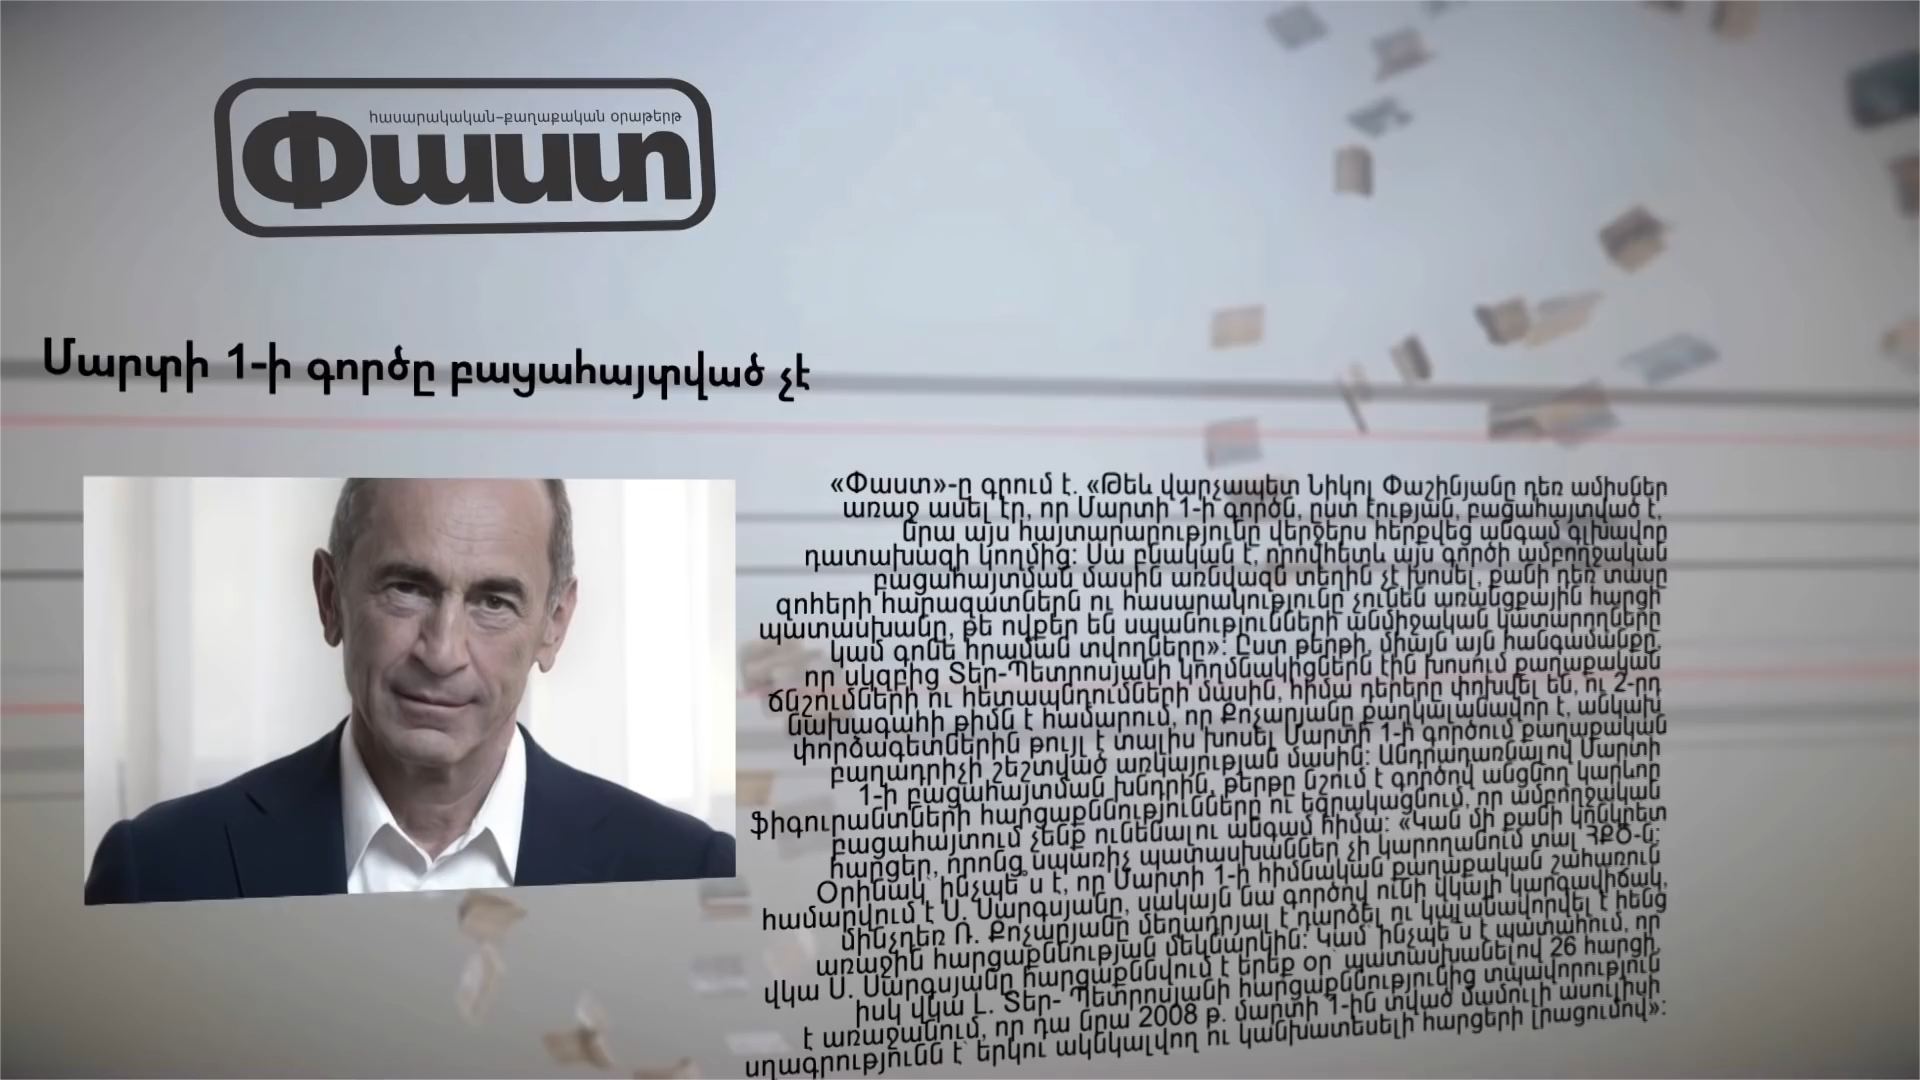 հասարակական-քաղաքական օրաթերթ
Փաստ
Մարտի 1-ի գործը բացահայտված չէ
«Փաստ»-ը գրում է. «Թեև վարչապետ Նիկոլ Փաշինյանը դեռ ամիսներ
առաջ ասել էր, որ Մարտի 1-ի գործն, ըստ էության, բացահայտված է,
նրա այս հայտարարությունը վերջերս հերքվեց անգամ գլխավոր
դատախազի կողմից: Սա բնական է, որովհետև այս գործի ամբողջական
բացահայտման մասին առնվազն տեղին չէ խոսել, քանի դեռ տասը
զոհերի հարազատներն ու հասարակությունը չունեն առանցքային հարցի
պատասխանը, թե ովքեր են սպանությունների անմիջական կատարողները
կամ գոնե հրաման տվողները»: Ըստ թերթի, միայն այն հանգամանքը,
որ սկզբից Տեր-Պետրոսյանի կողմնակիցներն էին խոսում քաղաքական
ճնշումների ու հետապնդումների մասին, հիմա դերերը փոխվել են, ու 2-րդ
նախագահի թիմն է համարում, որ Քոչարյանը քաղկալանավոր է, անկախ
փորձագետներին թույլ է տալիս խոսել Մարտի 1-ի գործում քաղաքական
բաղադրիչի շեշտված առկայության մասին: Անդրադառնալով Մարտի
1-ի բացահայտման խնդրին, թերթը նշում է գործով անցնող կարևոր
ֆիգուրանտների հարցաքննությունները ու եզրակացնում, որ ամբողջական
բացահայտում չենք ունենալու անգամ հիմա: «Կան մի քանի կոնկրետ
հարցեր, որոնց սպառիչ պատասխաններ չի կարողանում տալ ՀՔԾ-ն:
Օրինակ՝ ինչպե՞ս է, որ Մարտի 1-ի հիմնական քաղաքական շահառուն
համարվում է Ս. Սարգսյանը, սակայն նա գործով ունի վկայի կարգավիճակ,
մինչդեռ Ռ. Քոչարյանը մեղադրյալ է դարձել ու կալանավորվել է հենց
առաջին հարցաքննության մեկնարկին: Կամ՝ ինչպե՞ս է պատահում, որ
վկա Ս. Սարգսյանը հարցաքննվում է երեք օր՝ պատասխանելով 26 հարցի,
իսկ վկա Լ. Տեր- Պետրոսյանի հարցաքննությունից տպավորություն
է առաջանում, որ դա նրա 2008 թ. մարտի 1-ին տված մամուլի ասուլիսի
սղագրությունն է՝ երկու ակնկալվող ու կանխատեսելի հարցերի լրացումով»: